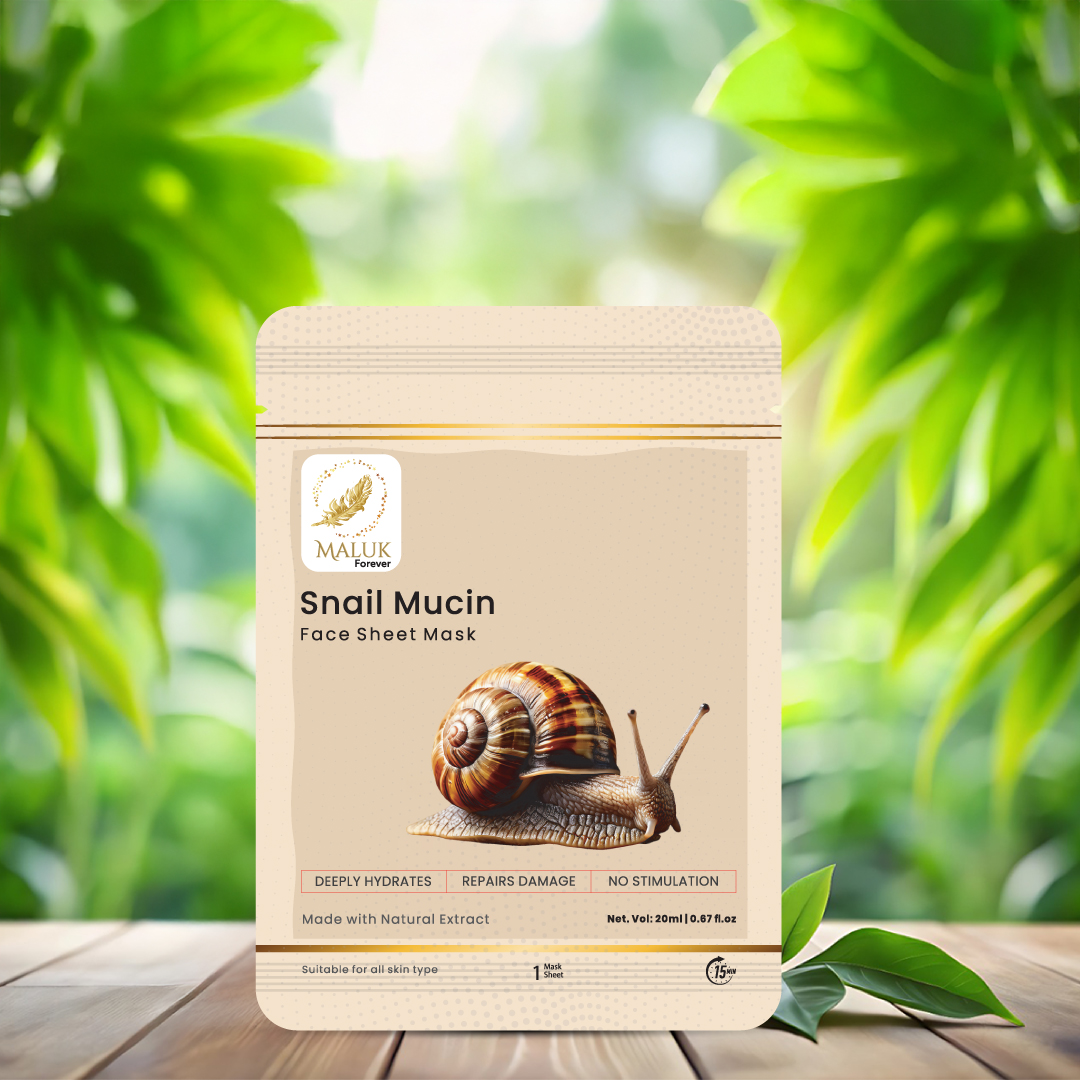 MALUK
Forever
Snail Mucin
Face Sheet Mask
DEEPLY HYDRATES REPAIRS DAMAGE NO STIMULATION
Made with Natural Extract Net. Vol: 20ml | 0.67 fl.oz
Suitable for all skin type 1 Mask Sheet 15 MIN